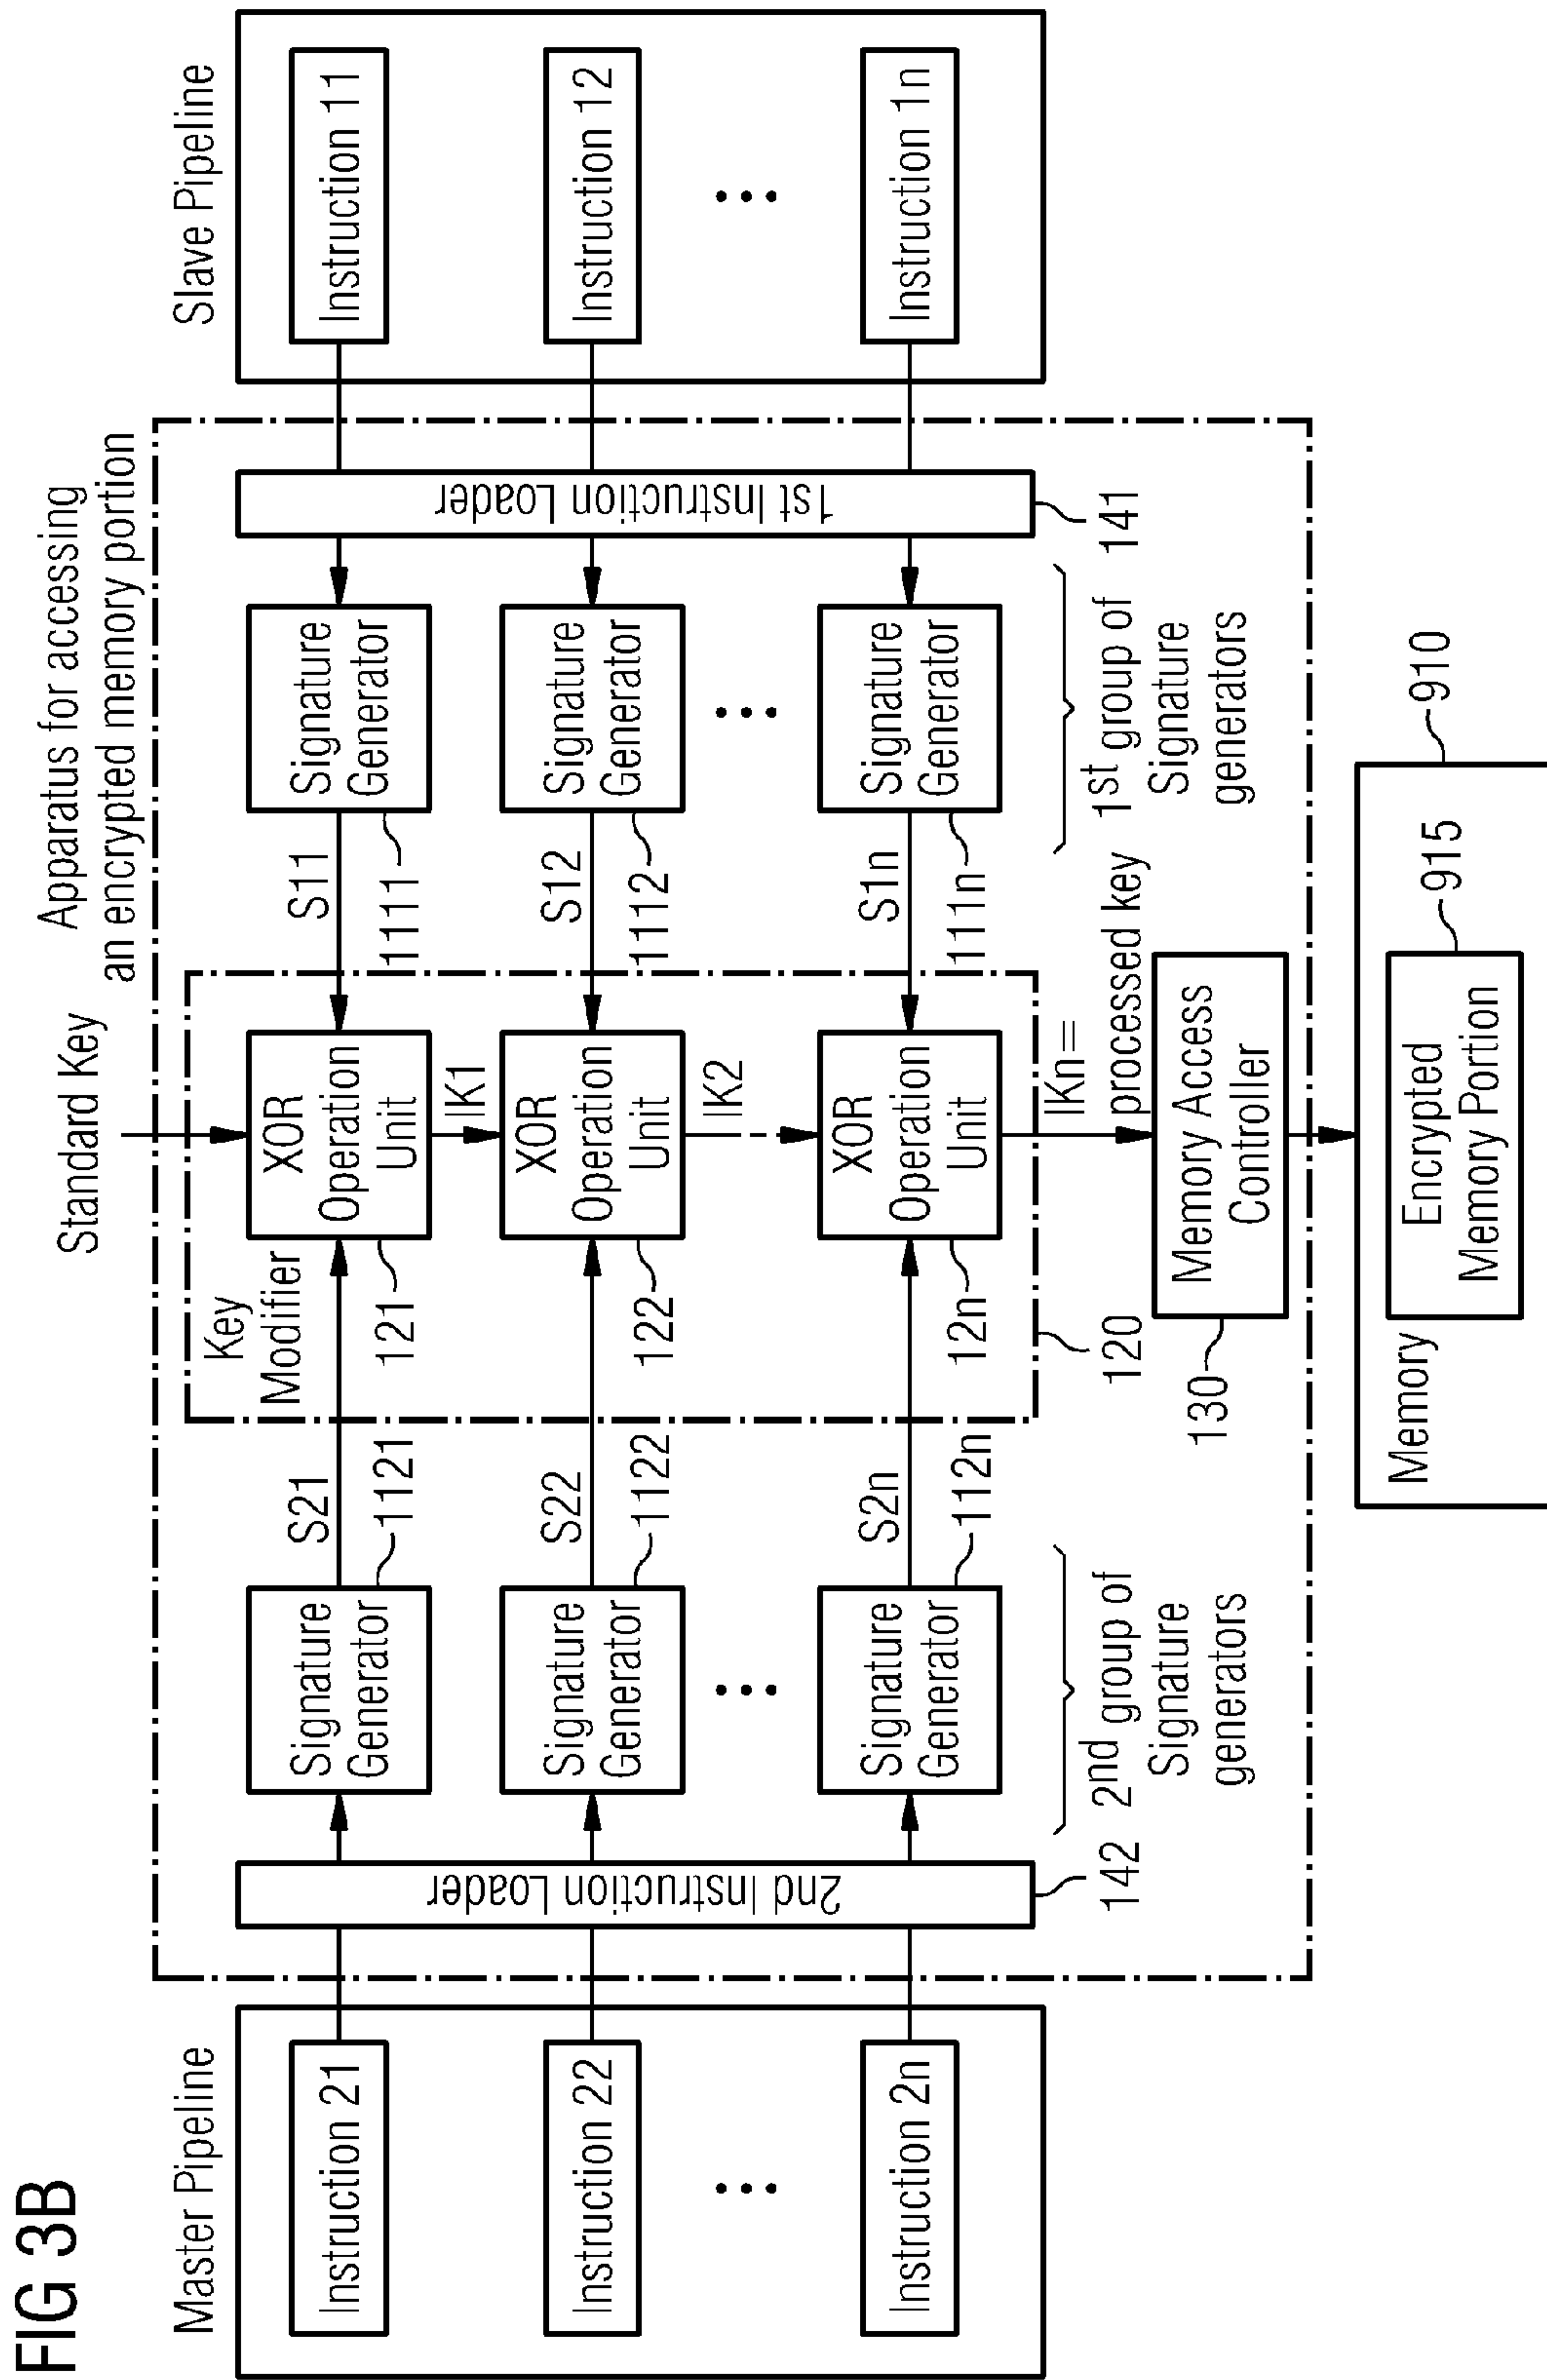 FIG 3B
Apparatus for accessing
an encrypted memory portion
Standard Key
Master Pipeline
Slave Pipeline
Instruction 21
Instruction 22
...
Instruction 2n
2nd Instruction Loader
142
Signature
Generator
Signature
Generator
...
Signature
Generator
2nd group of
Signature
generators
S21
1121
S22
1122
S2n
112n
Key
Modifier
121
122
12n
120
XOR
Operation
Unit
IK1
XOR
Operation
Unit
IK2
XOR
Operation
Unit
IKn=
processed key
S11
1111
S12
1112
S1n
111n
Signature
Generator
Signature
Generator
...
Signature
Generator
1st group of
Signature
generators
1st Instruction Loader
141
Instruction 11
Instruction 12
...
Instruction 1n
Memory Access
Controller
130
Memory
910
Encrypted
Memory Portion
915